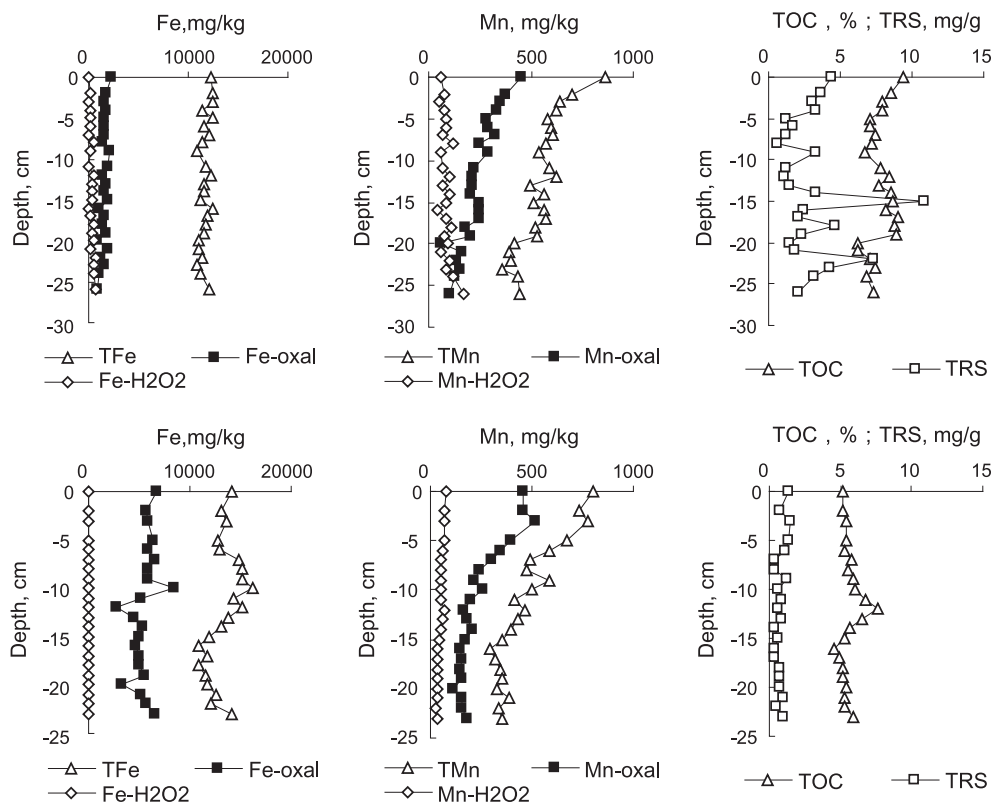 Fe,mg/kg
0 10000 20000
0
-5
-10
-15
-20
-25
-30
Depth, cm
TFe Fe-oxal
Fe-H2O2
Mn, mg/kg
0 500 1000
0
-5
-10
-15
-20
-25
-30
Depth, cm
TMn Mn-oxal
Mn-H2O2
TOC , % ; TRS, mg/g
0 5 10 15
0
-5
-10
-15
-20
-25
-30
Depth, cm
TOC TRS
Fe,mg/kg
0 10000 20000
0
-5
-10
-15
-20
-25
Depth, cm
TFe Fe-oxal
Fe-H2O2
Mn, mg/kg
0 500 1000
0
-5
-10
-15
-20
-25
Depth, cm
TMn Mn-oxal
Mn-H2O2
TOC , % ; TRS, mg/g
0 5 10 15
0
-5
-10
-15
-20
-25
Depth, cm
TOC TRS